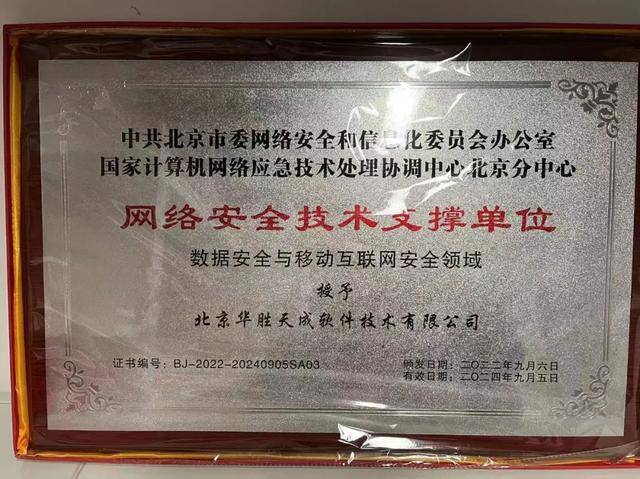 中共北京市委网络安全和信息化委员会办公室
国家计算机网络应急技术处理协调中心北京分中心
网络安全技术支撑单位
数据安全与移动互联网安全领域
授予
北京华胜天成软件技术有限公司
证书编号：BJ-2022-20240905SA03
颁发日期：二〇二二年九月六日
有效日期：二〇二四年九月五日